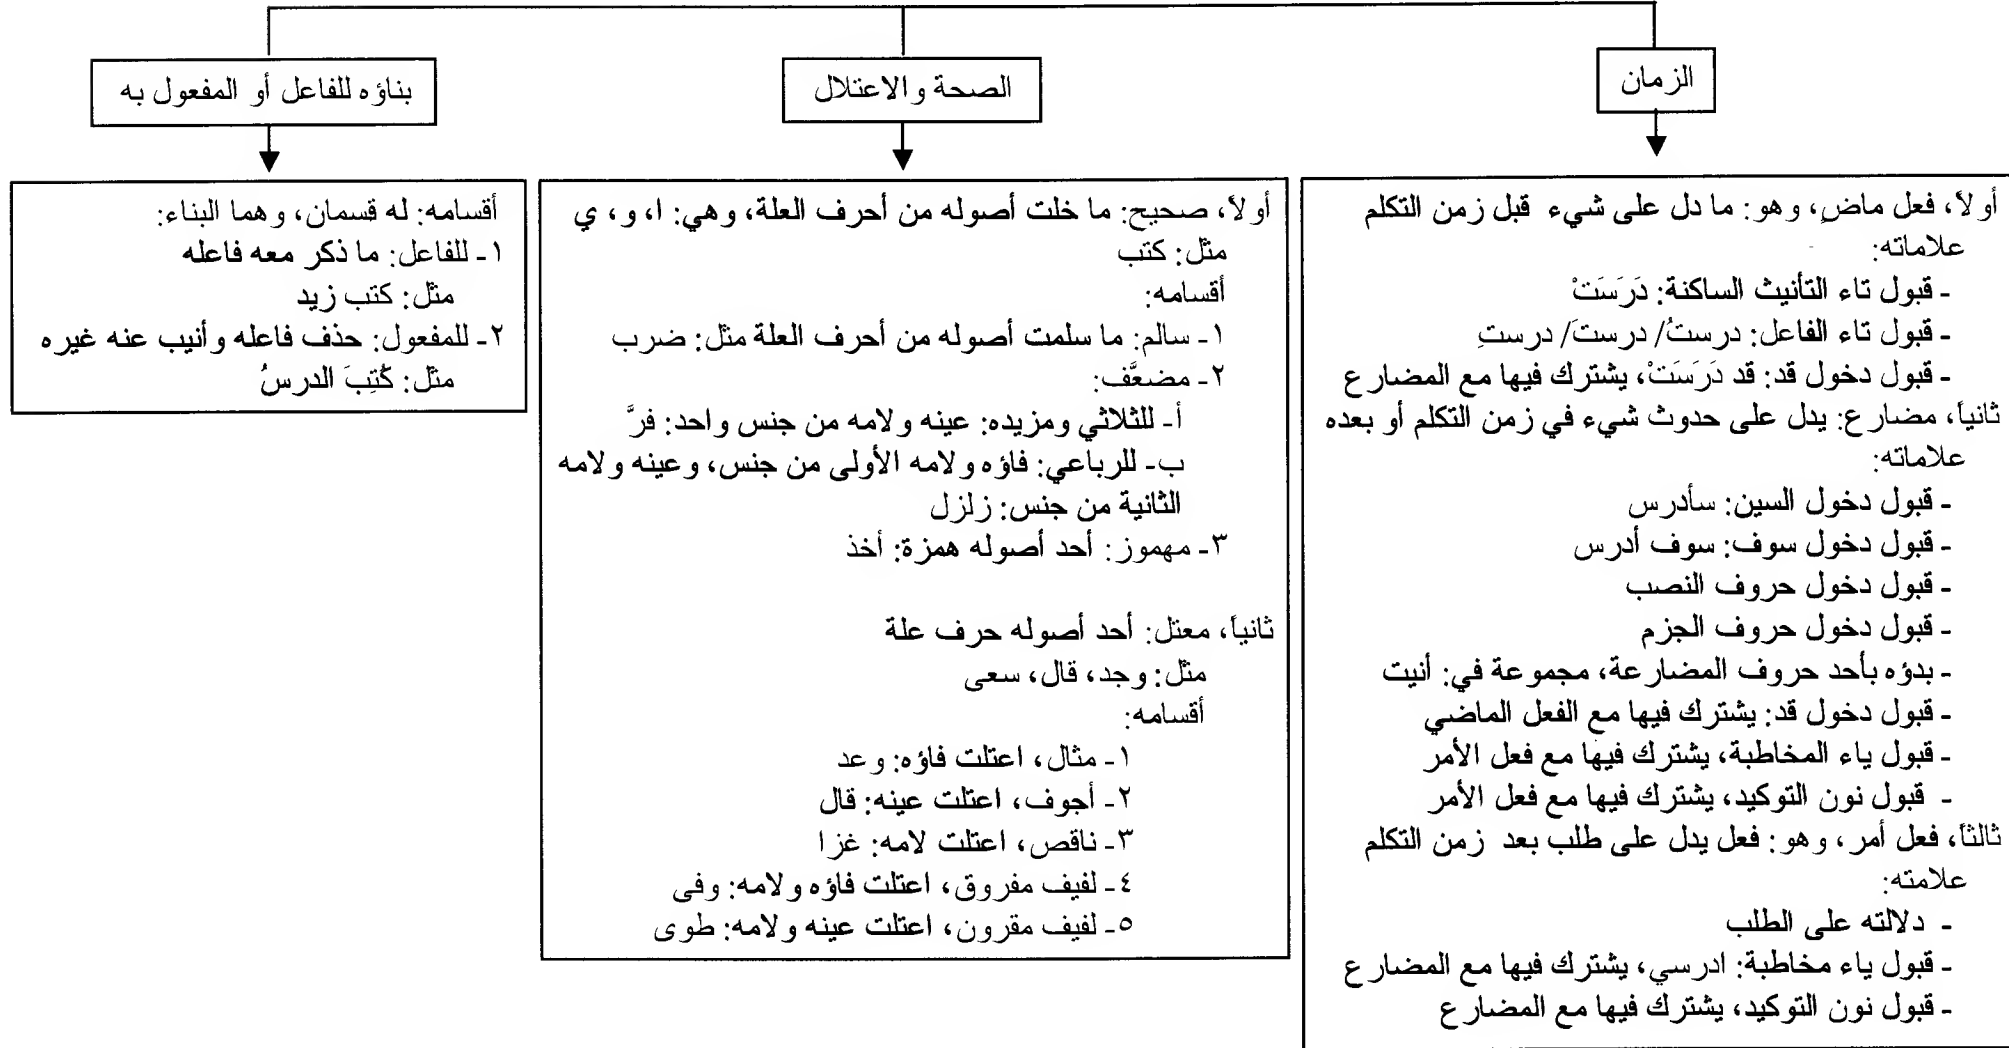 الزمان
أولاً، فعل ماضٍ، وهو: ما دل على شيء قبل زمن التكلم
علاماته:
- قبول تاء التأنيث الساكنة: دَرَسَتْ
- قبول تاء الفاعل: درستُ/ درستَ/ درستِ
- قبول دخول قد: قد دَرَسَتْ، يشترك فيها مع المضارع
ثانياً، مضارع: يدل على حدوث شيء في زمن التكلم أو بعده
علاماته:
- قبول دخول السين: سأدرس
- قبول دخول سوف: سوف أدرس
- قبول دخول حروف النصب
- قبول دخول حروف الجزم
- بدؤه بأحد حروف المضارعة، مجموعة في: أنيت
- قبول دخول قد: يشترك فيها مع الفعل الماضي
- قبول ياء المخاطبة، يشترك فيها مع فعل الأمر
- قبول نون التوكيد، يشترك فيها مع فعل الأمر
ثالثاً، فعل أمر، وهو: فعل يدل على طلب بعد زمن التكلم
علامته:
- دلالته على الطلب
- قبول ياء مخاطبة: ادرسي، يشترك فيها مع المضارع
- قبول نون التوكيد، يشترك فيها مع المضارع
الصحة والاعتلال
أولاً، صحيح: ما خلت أصوله من أحرف العلة، وهي: ا، و، ي
مثل: كتب
أقسامه:
١- سالم: ما سلمت أصوله من أحرف العلة مثل: ضرب
٢- مضعَّف:
أ- للثلاثي ومزيده: عينه ولامه من جنس واحد: فرَّ
ب- للرباعي: فاؤه ولامه الأولى من جنس، وعينه ولامه
الثانية من جنس: زلزل
٣- مهموز: أحد أصوله همزة: أخذ
ثانياً، معتل: أحد أصوله حرف علة
مثل: وجد، قال، سعى
أقسامه:
١- مثال، اعتلت فاؤه: وعد
٢- أجوف، اعتلت عينه: قال
٣- ناقص، اعتلت لامه: غزا
٤- لفيف مفروق، اعتلت فاؤه ولامه: وفى
٥- لفيف مقرون، اعتلت عينه ولامه: طوى
بناؤه للفاعل أو المفعول به
أقسامه: له قسمان، وهما البناء:
١- للفاعل: ما ذكر معه فاعله
مثل: كتب زيد
٢- للمفعول: حذف فاعله وأنيب عنه غيره
مثل: كُتِبَ الدرسُ